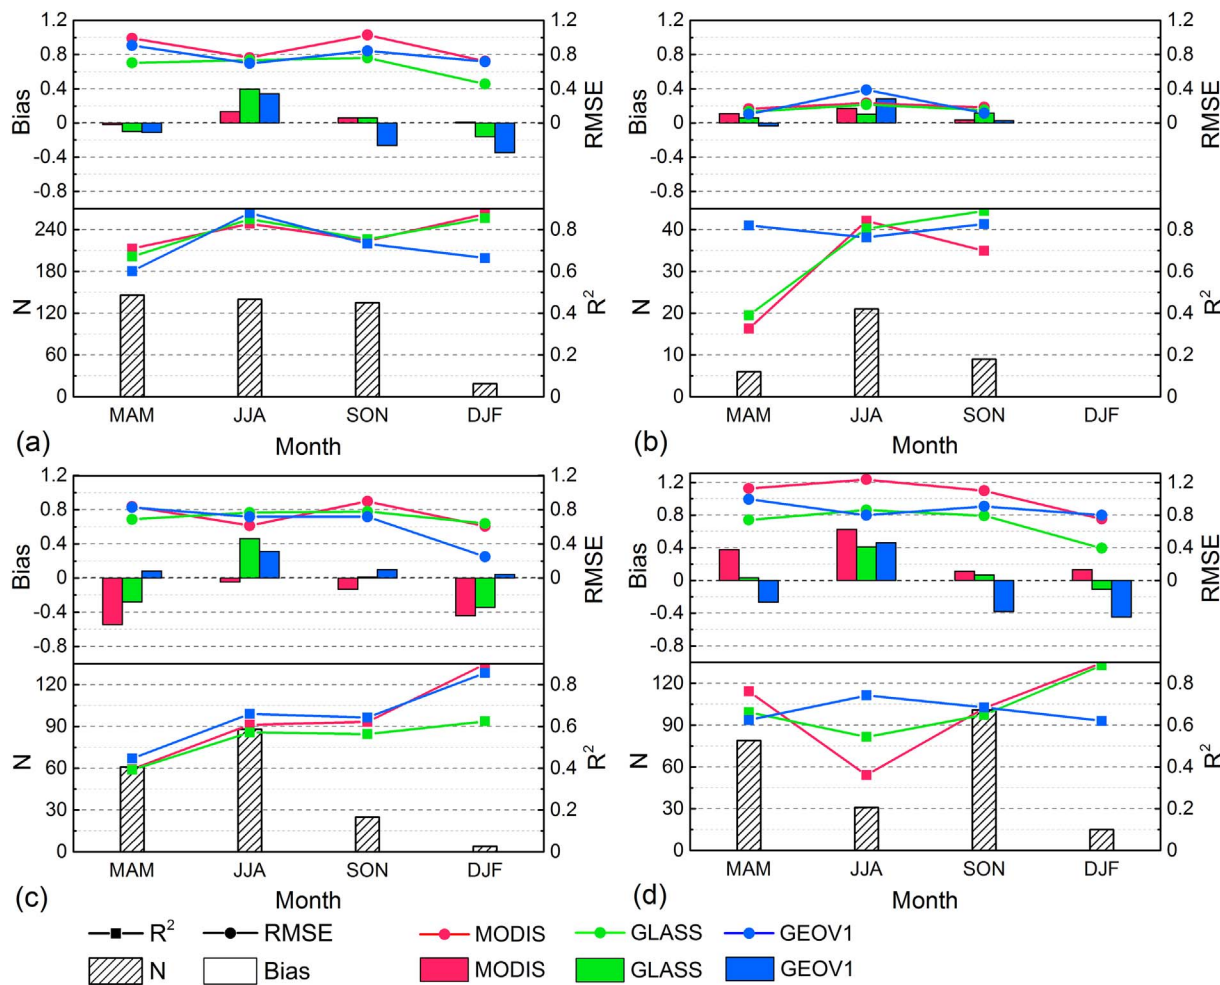 1.2 1.2 1.2 1.2
0.8 0.8 0.8 0.8
0.4 0.4 0.4 0.4
0 0 0 0
-0.4 -0.4
-0.8 -0.8
Bias RMSE Bias RMSE
240 0.8 40 0.8
180 0.6 30 0.6
120 0.4 20 0.4
60 0.2 10 0.2
0 0 0 0
N R² N R²
MAM JJA SON DJF MAM JJA SON DJF
(a) Month (b) Month
1.2 1.2 1.2 1.2
0.8 0.8 0.8 0.8
0.4 0.4 0.4 0.4
0 0 0 0
-0.4 -0.4
-0.8 -0.8
Bias RMSE Bias RMSE
120 0.8 120 0.8
90 0.6 90 0.6
60 0.4 60 0.4
30 0.2 30 0.2
0 0 0 0
N R² N R²
MAM JJA SON DJF MAM JJA SON DJF
(c) Month (d) Month
R² RMSE MODIS GLASS GEOV1
N Bias MODIS GLASS GEOV1